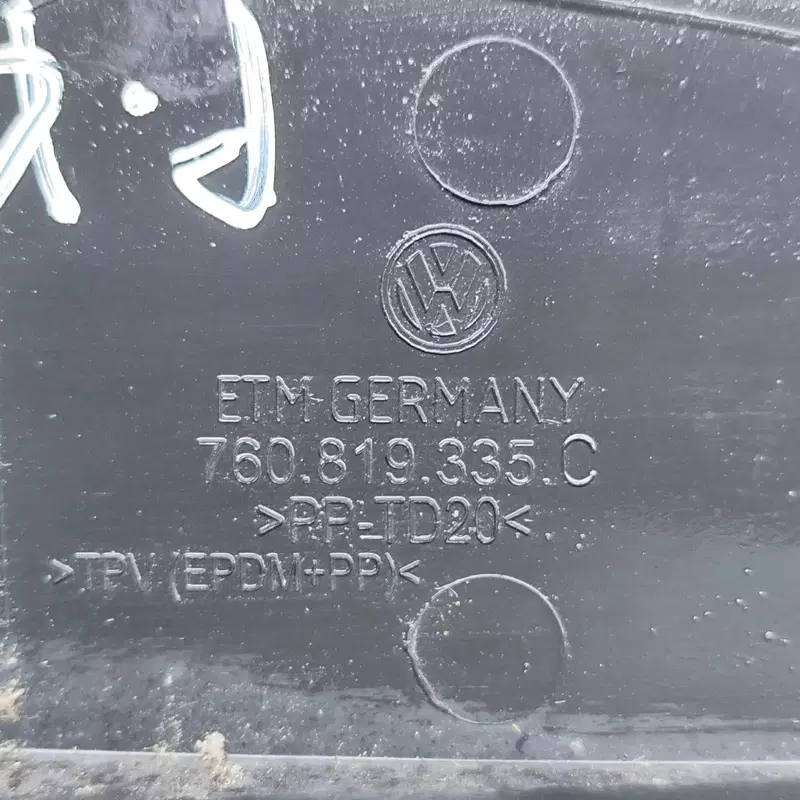 ETM GERMANY
760.819.335.C
>PP-TD20<
>TPV (EPDM+PP)<